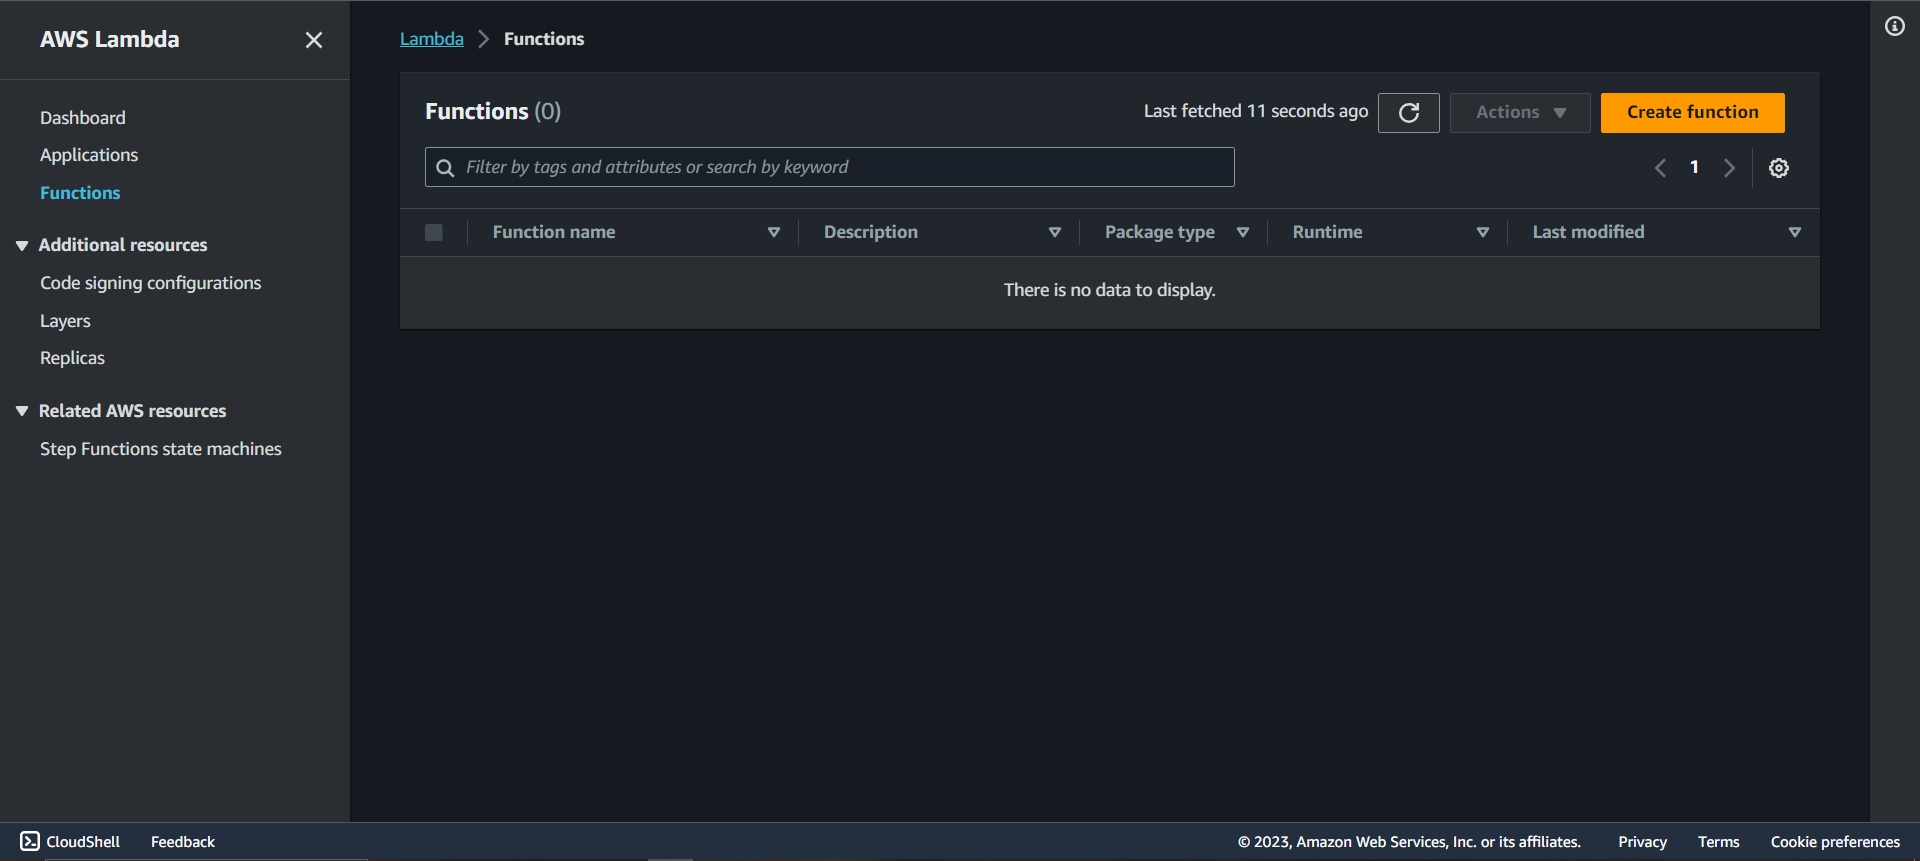 AWS Lambda
Dashboard
Applications
Functions
Additional resources
Code signing configurations
Layers
Replicas
Related AWS resources
Step Functions state machines
Lambda Functions
Functions (0)
Last fetched 11 seconds ago
Actions
Create function
Filter by tags and attributes or search by keyword
1
Function name Description Package type Runtime Last modified
There is no data to display.
CloudShell Feedback © 2023, Amazon Web Services, Inc. or its affiliates. Privacy Terms Cookie preferences